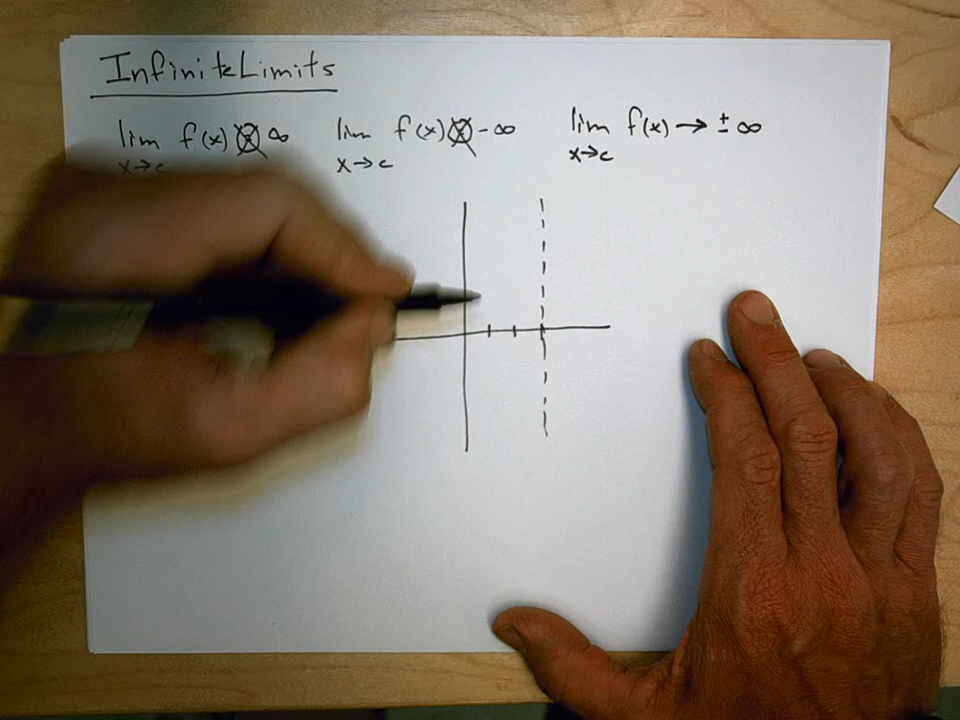 Infinite Limits
lim f(x) = ∞ lim f(x) = -∞ lim f(x) → ± ∞
x→c x→c x→c